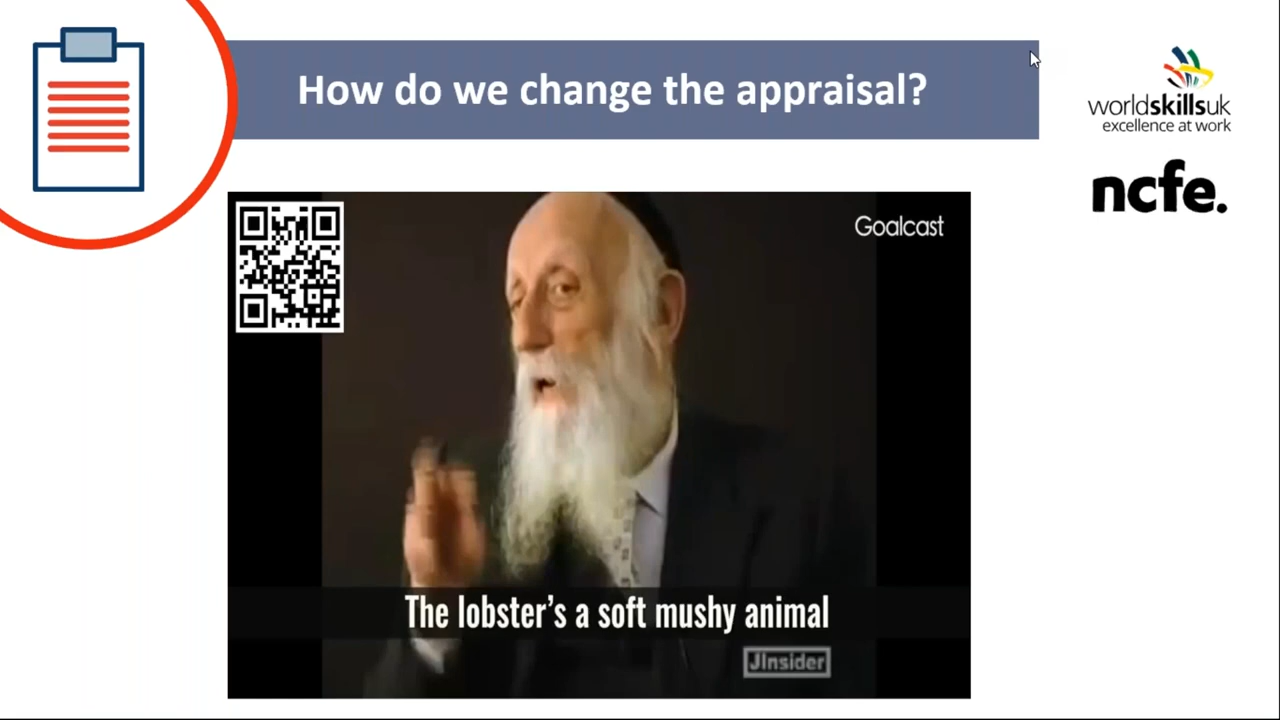 How do we change the appraisal?
worldskillsuk
excellence at work
ncfe.
Goalcast
The lobster's a soft mushy animal
JInsider